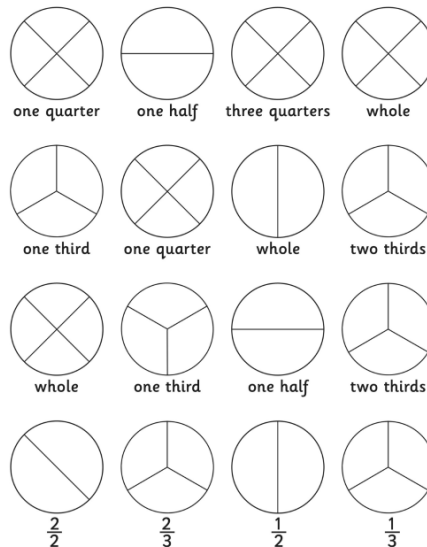 one quarter one half three quarters whole
one third one quarter whole two thirds
whole one third one half two thirds
2/2 2/3 1/2 1/3